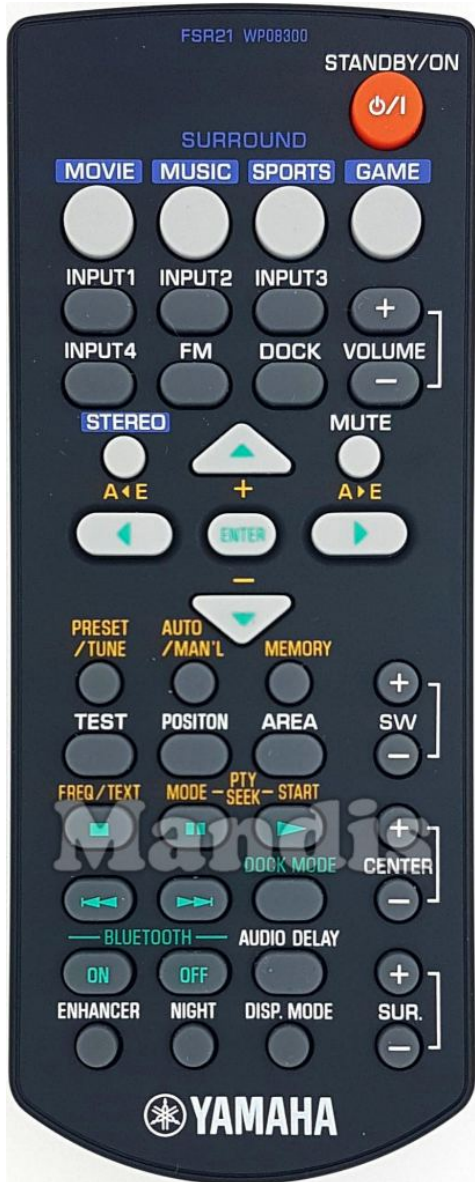 FSR21 WP08300
STANDBY/ON
⏻/I
SURROUND
MOVIE MUSIC SPORTS GAME
INPUT1 INPUT2 INPUT3
+
INPUT4 FM DOCK VOLUME
–
STEREO MUTE
A◄E + A►E
ENTER
–
PRESET AUTO
/TUNE /MAN'L MEMORY
+
TEST POSITON AREA SW
–
FREQ/TEXT MODE – PTY SEEK – START
Mandis
+
DOCK MODE CENTER
–
BLUETOOTH AUDIO DELAY
ON OFF +
ENHANCER NIGHT DISP. MODE SUR.
–
YAMAHA